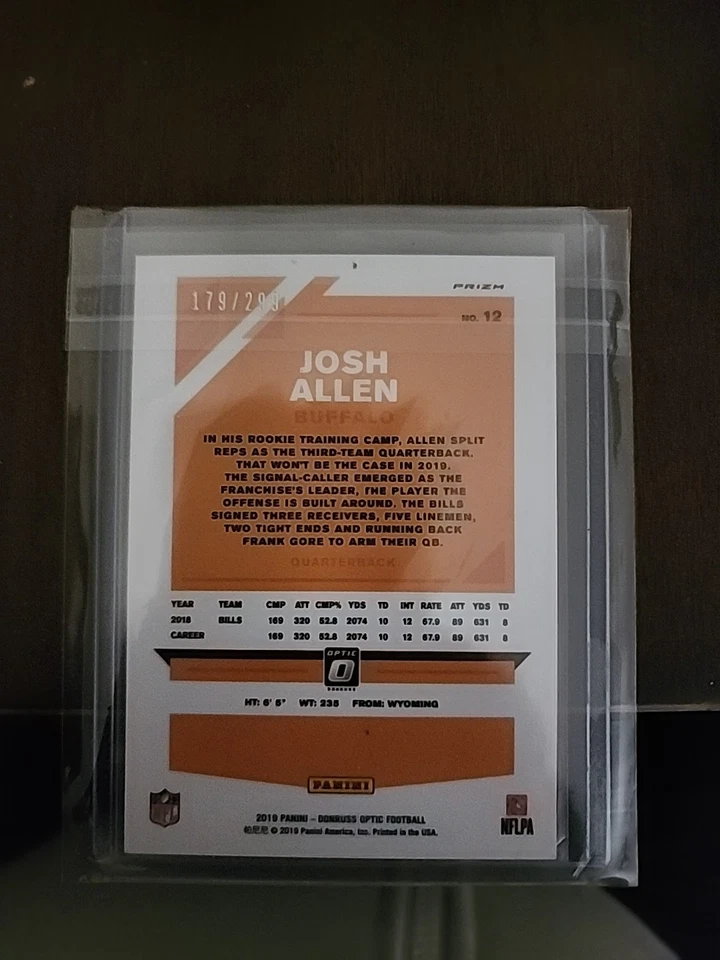 179/299
PRIZM
NO. 12
JOSH
ALLEN
BUFFALO
IN HIS ROOKIE TRAINING CAMP, ALLEN SPLIT
REPS AS THE THIRD-TEAM QUARTERBACK.
THAT WON'T BE THE CASE IN 2019.
THE SIGNAL-CALLER EMERGED AS THE
FRANCHISE'S LEADER, THE PLAYER THE
OFFENSE IS BUILT AROUND. THE BILLS
SIGNED THREE RECEIVERS, FIVE LINEMEN,
TWO TIGHT ENDS AND RUNNING BACK
FRANK GORE TO ARM THEIR QB.
QUARTERBACK
YEAR TEAM CMP ATT CMP% YDS TD INT RATE ATT YDS TD
2018 BILLS 169 320 52.8 2074 10 12 67.9 89 631 8
CAREER 169 320 52.8 2074 10 12 67.9 89 631 8
OPTIC
O
DONRUSS
HT: 6' 5" WT: 235 FROM: WYOMING
PANINI
NFL
NFLPA
2019 PANINI – DONRUSS OPTIC FOOTBALL
帕尼尼 © 2019 Panini America, Inc. Printed in the USA.